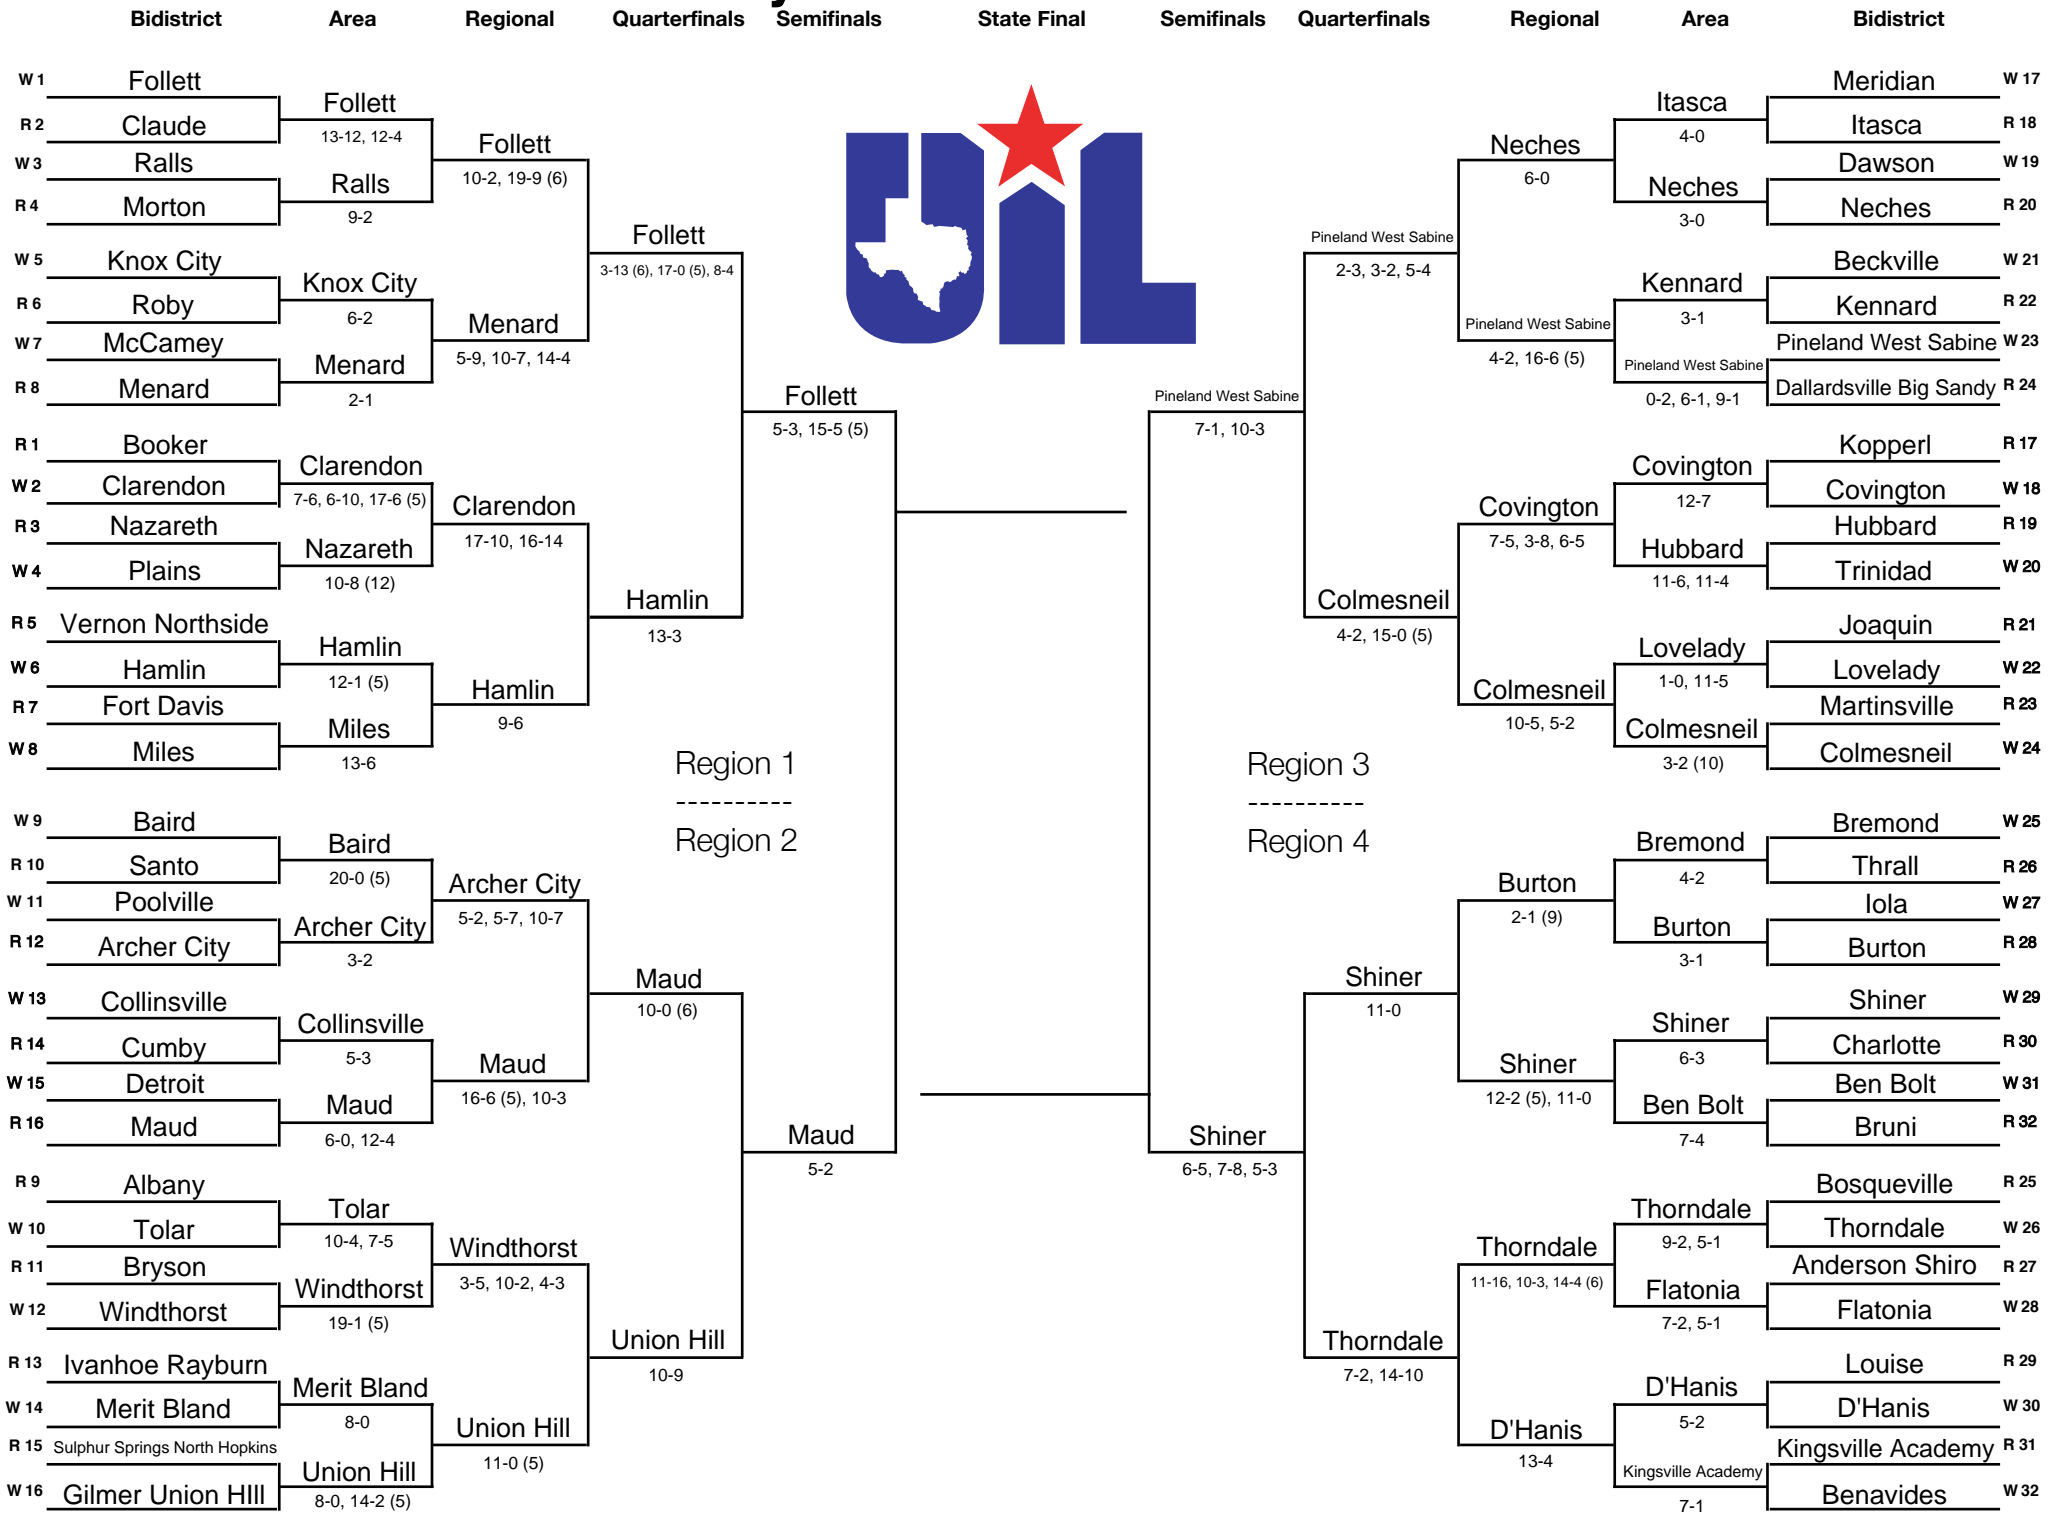 y
Bidistrict Area Regional Quarterfinals Semifinals State Final Semifinals Quarterfinals Regional Area Bidistrict
W 1 Follett
Follett
13-12, 12-4
R 2 Claude
Follett
10-2, 19-9 (6)
W 3 Ralls
Ralls
9-2
R 4 Morton
Follett
3-13 (6), 17-0 (5), 8-4
W 5 Knox City
Knox City
6-2
R 6 Roby
Menard
5-9, 10-7, 14-4
W 7 McCamey
Menard
2-1
R 8 Menard
Follett
5-3, 15-5 (5)
R 1 Booker
Clarendon
7-6, 6-10, 17-6 (5)
W 2 Clarendon
Clarendon
17-10, 16-14
R 3 Nazareth
Nazareth
10-8 (12)
W 4 Plains
Hamlin
13-3
R 5 Vernon Northside
Hamlin
12-1 (5)
W 6 Hamlin
Hamlin
9-6
R 7 Fort Davis
Miles
13-6
W 8 Miles
Region 1
----------
Region 2
W 9 Baird
Baird
20-0 (5)
R 10 Santo
Archer City
5-2, 5-7, 10-7
W 11 Poolville
Archer City
3-2
R 12 Archer City
Maud
10-0 (6)
W 13 Collinsville
Collinsville
5-3
R 14 Cumby
Maud
16-6 (5), 10-3
W 15 Detroit
Maud
6-0, 12-4
R 16 Maud
Maud
5-2
R 9 Albany
Tolar
10-4, 7-5
W 10 Tolar
Windthorst
3-5, 10-2, 4-3
R 11 Bryson
Windthorst
19-1 (5)
W 12 Windthorst
Union Hill
10-9
R 13 Ivanhoe Rayburn
Merit Bland
8-0
W 14 Merit Bland
Union Hill
11-0 (5)
R 15 Sulphur Springs North Hopkins
Union Hill
8-0, 14-2 (5)
W 16 Gilmer Union HIll
UIL
Meridian W 17
Itasca
4-0
Itasca R 18
Neches
6-0
Dawson W 19
Neches
3-0
Neches R 20
Pineland West Sabine
2-3, 3-2, 5-4
Beckville W 21
Kennard
3-1
Kennard R 22
Pineland West Sabine
4-2, 16-6 (5)
Pineland West Sabine W 23
Pineland West Sabine
0-2, 6-1, 9-1
Dallardsville Big Sandy R 24
Pineland West Sabine
7-1, 10-3
Kopperl R 17
Covington
12-7
Covington W 18
Covington
7-5, 3-8, 6-5
Hubbard R 19
Hubbard
11-6, 11-4
Trinidad W 20
Colmesneil
4-2, 15-0 (5)
Joaquin R 21
Lovelady
1-0, 11-5
Lovelady W 22
Colmesneil
10-5, 5-2
Martinsville R 23
Colmesneil
3-2 (10)
Colmesneil W 24
Region 3
----------
Region 4
Bremond W 25
Bremond
4-2
Thrall R 26
Burton
2-1 (9)
Iola W 27
Burton
3-1
Burton R 28
Shiner
11-0
Shiner W 29
Shiner
6-3
Charlotte R 30
Shiner
12-2 (5), 11-0
Ben Bolt W 31
Ben Bolt
7-4
Bruni R 32
Shiner
6-5, 7-8, 5-3
Bosqueville R 25
Thorndale
9-2, 5-1
Thorndale W 26
Thorndale
11-16, 10-3, 14-4 (6)
Anderson Shiro R 27
Flatonia
7-2, 5-1
Flatonia W 28
Thorndale
7-2, 14-10
Louise R 29
D'Hanis
5-2
D'Hanis W 30
D'Hanis
13-4
Kingsville Academy R 31
Kingsville Academy
7-1
Benavides W 32